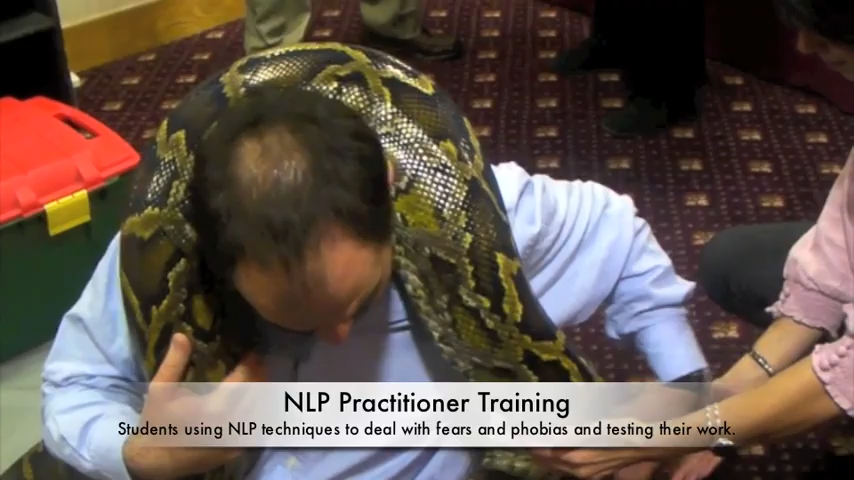 NLP Practitioner Training
Students using NLP techniques to deal with fears and phobias and testing their work.